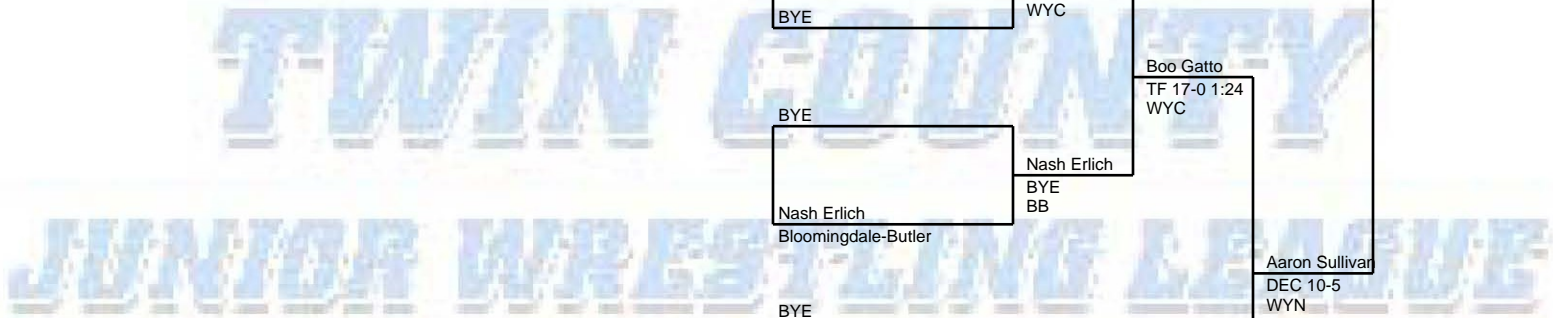 TWIN COUNTY
JUNIOR WRESTLING LEAGUE
BYE
WYC
Boo Gatto
TF 17-0 1:24
WYC
BYE
Nash Erlich
BYE
BB
Nash Erlich
Bloomingdale-Butler
Aaron Sullivan
DEC 10-5
WYN
BYE